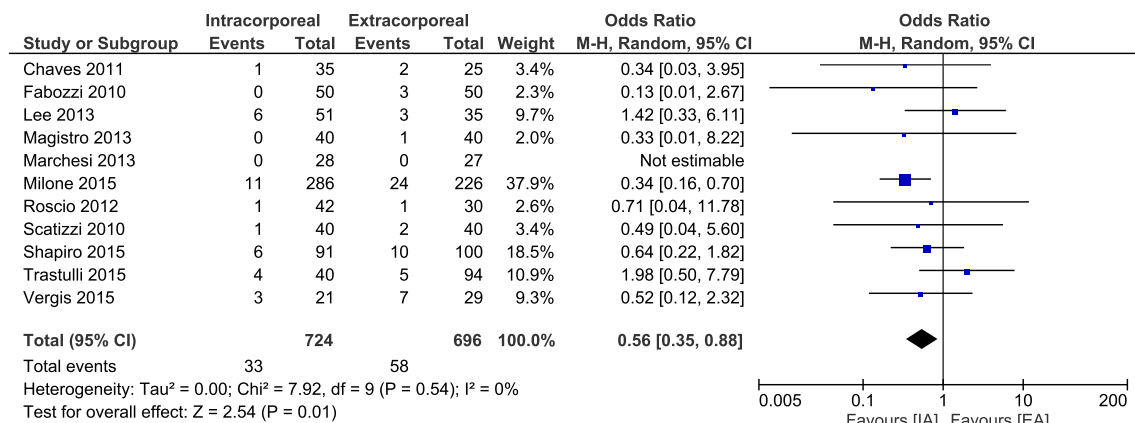 Intracorporeal Extracorporeal Odds Ratio Odds Ratio
Study or Subgroup Events Total Events Total Weight M-H, Random, 95% CI M-H, Random, 95% CI
Chaves 2011 1 35 2 25 3.4% 0.34 [0.03, 3.95]
Fabozzi 2010 0 50 3 50 2.3% 0.13 [0.01, 2.67]
Lee 2013 6 51 3 35 9.7% 1.42 [0.33, 6.11]
Magistro 2013 0 40 1 40 2.0% 0.33 [0.01, 8.22]
Marchesi 2013 0 28 0 27 Not estimable
Milone 2015 11 286 24 226 37.9% 0.34 [0.16, 0.70]
Roscio 2012 1 42 1 30 2.6% 0.71 [0.04, 11.78]
Scatizzi 2010 1 40 2 40 3.4% 0.49 [0.04, 5.60]
Shapiro 2015 6 91 10 100 18.5% 0.64 [0.22, 1.82]
Trastulli 2015 4 40 5 94 10.9% 1.98 [0.50, 7.79]
Vergis 2015 3 21 7 29 9.3% 0.52 [0.12, 2.32]
Total (95% CI) 724 696 100.0% 0.56 [0.35, 0.88]
Total events 33 58
Heterogeneity: Tau² = 0.00; Chi² = 7.92, df = 9 (P = 0.54); I² = 0%
Test for overall effect: Z = 2.54 (P = 0.01)
0.005 0.1 1 10 200
Favours [IA] Favours [EA]